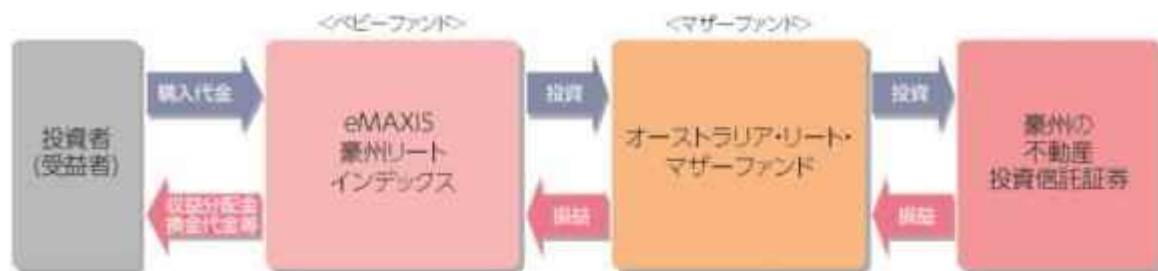 <ベビーファンド>
<マザーファンド>
投資者
(受益者)
購入代金
収益分配金
換金代金等
eMAXIS
豪州リート
インデックス
投資
損益
オーストラリア・リート・
マザーファンド
投資
損益
豪州の
不動産
投資信託証券